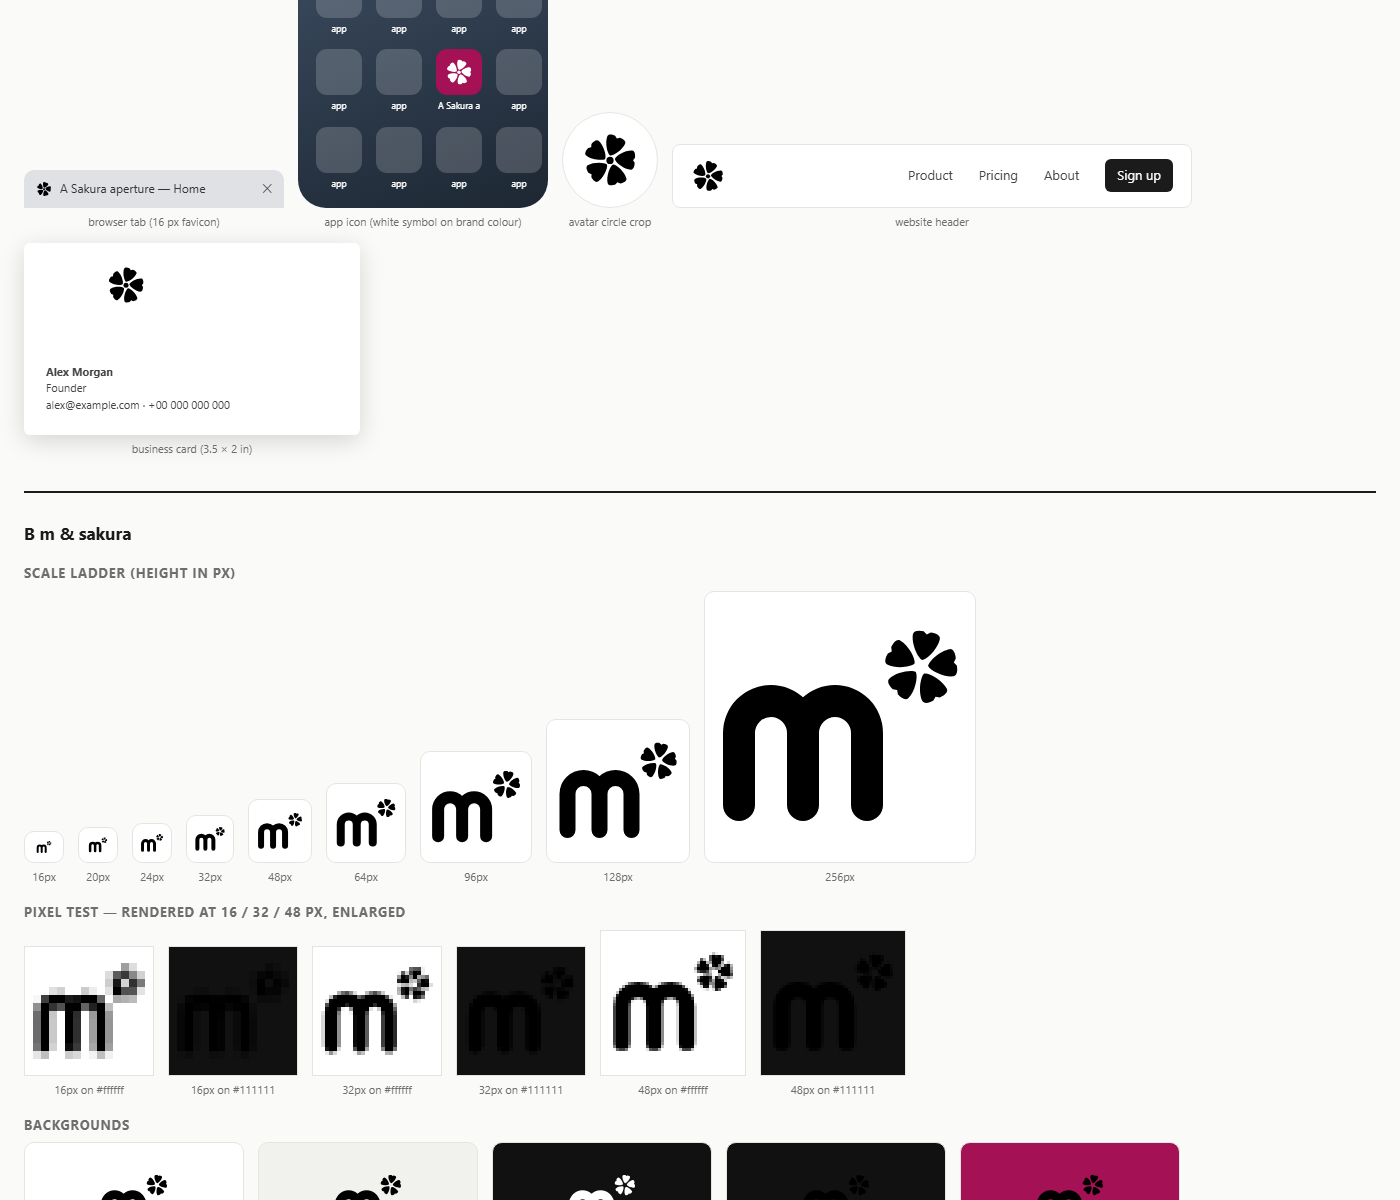 app app app app
app app A Sakura a app
app app app app
A Sakura aperture — Home
Product Pricing About Sign up
browser tab (16 px favicon)
app icon (white symbol on brand colour)
avatar circle crop
website header
Alex Morgan
Founder
alex@example.com · +00 000 000 000
business card (3.5 × 2 in)
B m & sakura
SCALE LADDER (HEIGHT IN PX)
m m m m m m m m m
16px 20px 24px 32px 48px 64px 96px 128px 256px
PIXEL TEST — RENDERED AT 16 / 32 / 48 PX, ENLARGED
m m m m m m
16px on #ffffff 16px on #111111 32px on #ffffff 32px on #111111 48px on #ffffff 48px on #111111
BACKGROUNDS